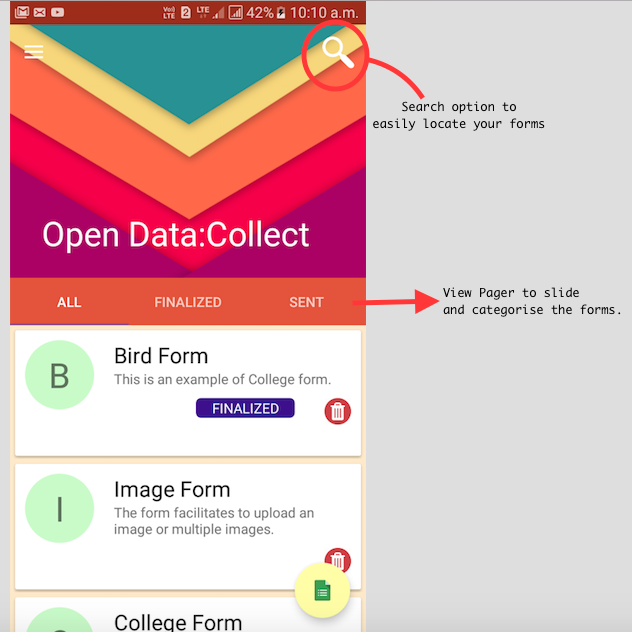 Vo)) LTE 2 LTE 42% 10:10 a.m.
Search option to
easily locate your forms
Open Data:Collect
ALL FINALIZED SENT
View Pager to slide
and categorise the forms.
B
Bird Form
This is an example of College form.
FINALIZED
I
Image Form
The form facilitates to upload an
image or multiple images.
College Form